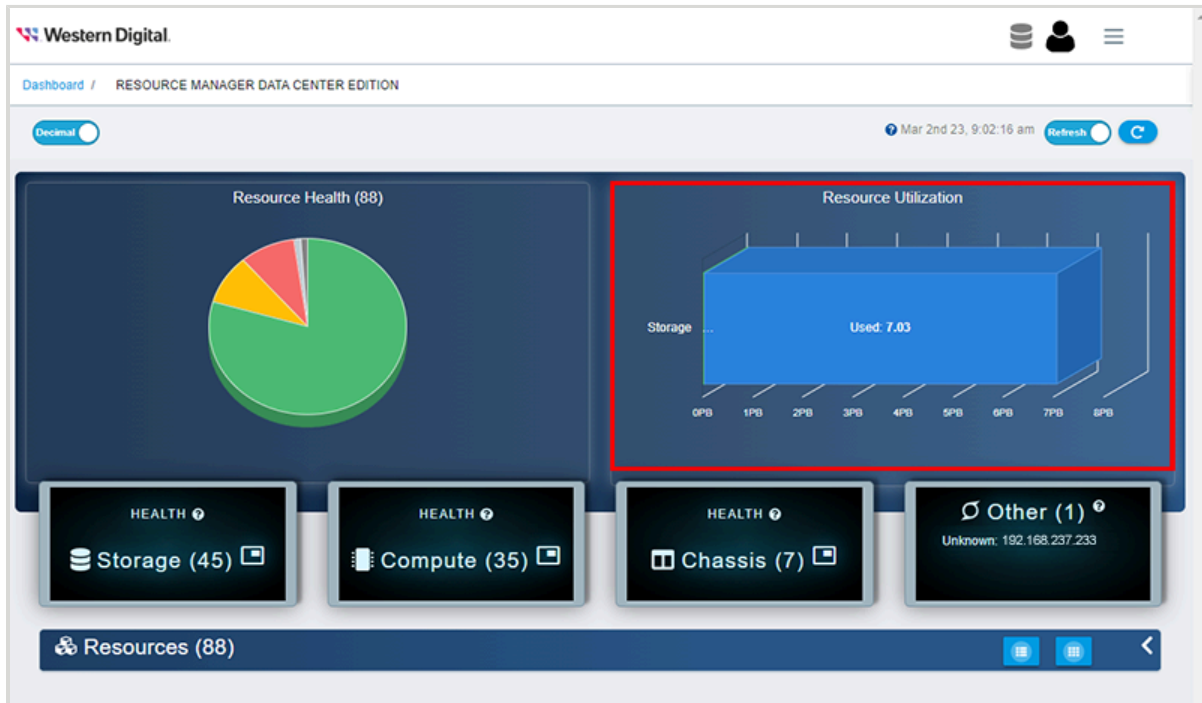 Western Digital.
Dashboard / RESOURCE MANAGER DATA CENTER EDITION
Decimal
Mar 2nd 23, 9:02:16 am Refresh
Resource Health (88)
Resource Utilization
Storage ... Used: 7.03
0PB 1PB 2PB 3PB 4PB 5PB 6PB 7PB 8PB
HEALTH
Storage (45)
HEALTH
Compute (35)
HEALTH
Chassis (7)
Other (1)
Unknown: 192.168.237.233
Resources (88)